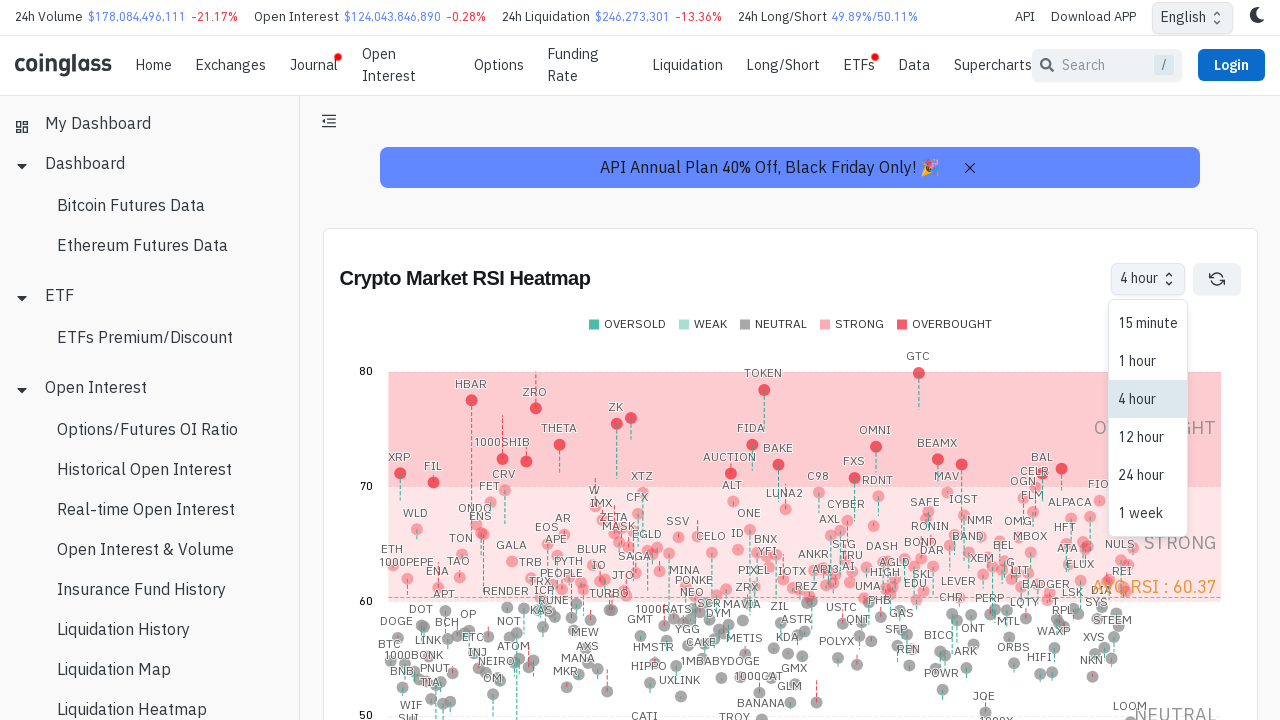 24h Volume $178,084,496,111 -21.17% Open Interest $124,043,846,890 -0.28% 24h Liquidation $246,273,301 -13.36% 24h Long/Short 49.89%/50.11% API Download APP English
coinglass Home Exchanges Journal Open Interest Options Funding Rate Liquidation Long/Short ETFs Data Supercharts Search / Login
My Dashboard
Dashboard
Bitcoin Futures Data
Ethereum Futures Data
ETF
ETFs Premium/Discount
Open Interest
Options/Futures OI Ratio
Historical Open Interest
Real-time Open Interest
Open Interest & Volume
Insurance Fund History
Liquidation History
Liquidation Map
Liquidation Heatmap
API Annual Plan 40% Off, Black Friday Only! 🎉
Crypto Market RSI Heatmap
4 hour
15 minute
1 hour
4 hour
12 hour
24 hour
1 week
OVERSOLD WEAK NEUTRAL STRONG OVERBOUGHT
80
70
60
50
GTC
TOKEN
HBAR
ZRO
ZK
THETA
FIDA
OMNI
1000SHIB
BAKE
BEAMX
XRP
AUCTION
FXS
BAL
FIL
CRV
XTZ
C98
RDNT
MAV
CELR
FET
ALT
OGN
W
LUNA2
CFX
IOST
ELM
IMX
CYBER
SAFE
ALPACA
ONDO
WLD
ENS
AR
ZETA
SSV
ONE
AXL
NMR
OMG
EOS
MASK
RONIN
HFT
TON
APE
EGLD
CELO
ID
BNX
BAND
MBOX
STRONG
ETH
GALA
BLUR
YFI
STG
DASH
BOND
BEL
ATA
NULS
1000PEPE
TAO
TRB
PYTH
SAGA
ANKR
TRU
DAR
XEM
FLUX
ENA
PEOPLE
IO
JTO
MINA
PIXEL
IOTX
API3
AI
AGLD
HIGH
SKL
G
LIT
REI
TRX
PONKE
LEVER
BADGER
AVG RSI : 60.37
APT
RENDER
ICP
TURBO
NEO
ZRX
REZ
UMA
EDU
LSK
DIA
RUNE
SCR
MAVIA
PHB
CHR
PERP
LQTY
T
SYS
DOT
OP
KAS
1000RATS
DYM
ZIL
USTC
GAS
RPL
DOGE
BCH
NOT
GMT
ASTR
QNT
MTL
STEEM
LINK
ETC
MEW
YGG
METIS
KDA
POLYX
SFP
BICO
ONT
WAXP
XVS
BTC
ATOM
AXS
HMSTR
CAKE
REN
ARK
ORBS
1000BONK
INJ
NEIRO
MANA
HIPPO
1MBABYDOGE
GMX
HIFI
NKN
BNB
PNUT
OM
MKR
UXLINK
1000CAT
GLM
POWR
TIA
WIF
BANANA
JOE
LOOM
SHI
CATI
TROY
NEUTRAL